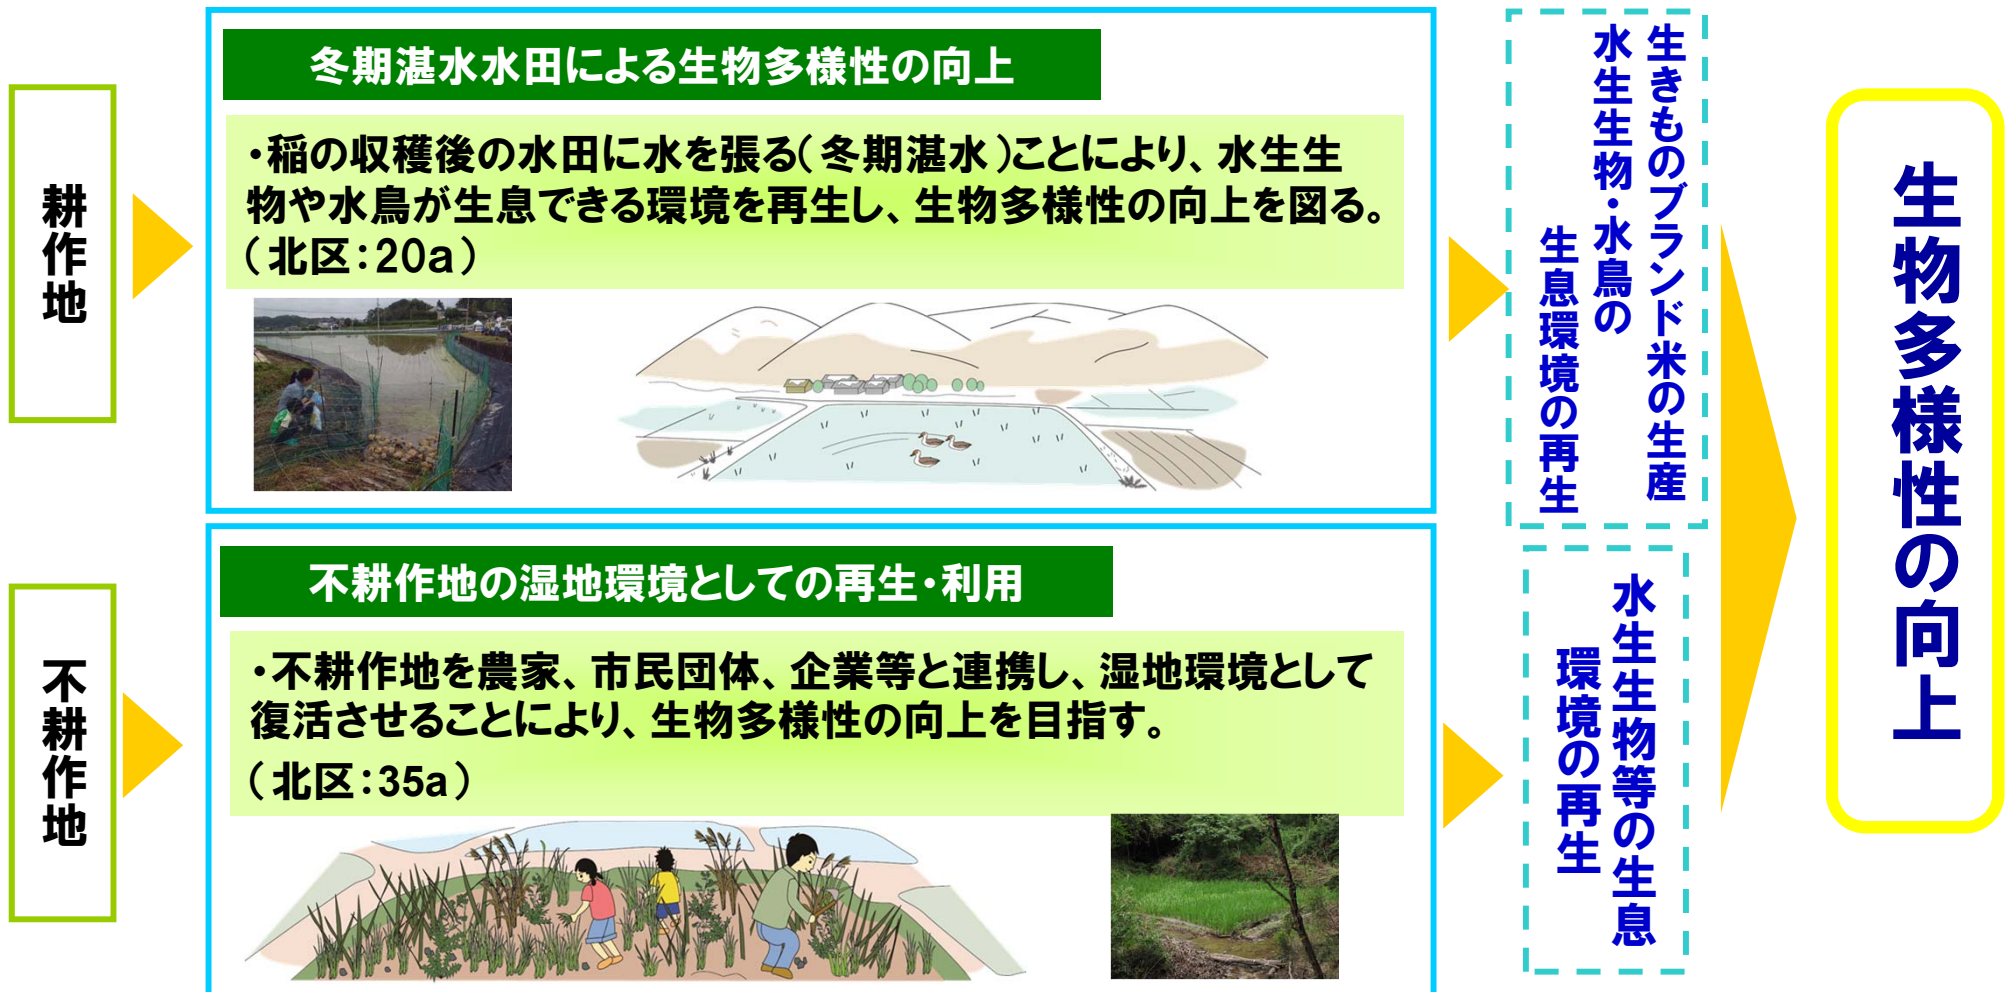 耕作地
冬期湛水水田による生物多様性の向上
・稲の収穫後の水田に水を張る（冬期湛水）ことにより、水生生
物や水鳥が生息できる環境を再生し、生物多様性の向上を図る。
（北区：20a）
生きものブランド米の生産
水生生物・水鳥の
生息環境の再生
不耕作地
不耕作地の湿地環境としての再生・利用
・不耕作地を農家、市民団体、企業等と連携し、湿地環境として
復活させることにより、生物多様性の向上を目指す。
（北区：35a）
水生生物等の生息
環境の再生
生物多様性の向上